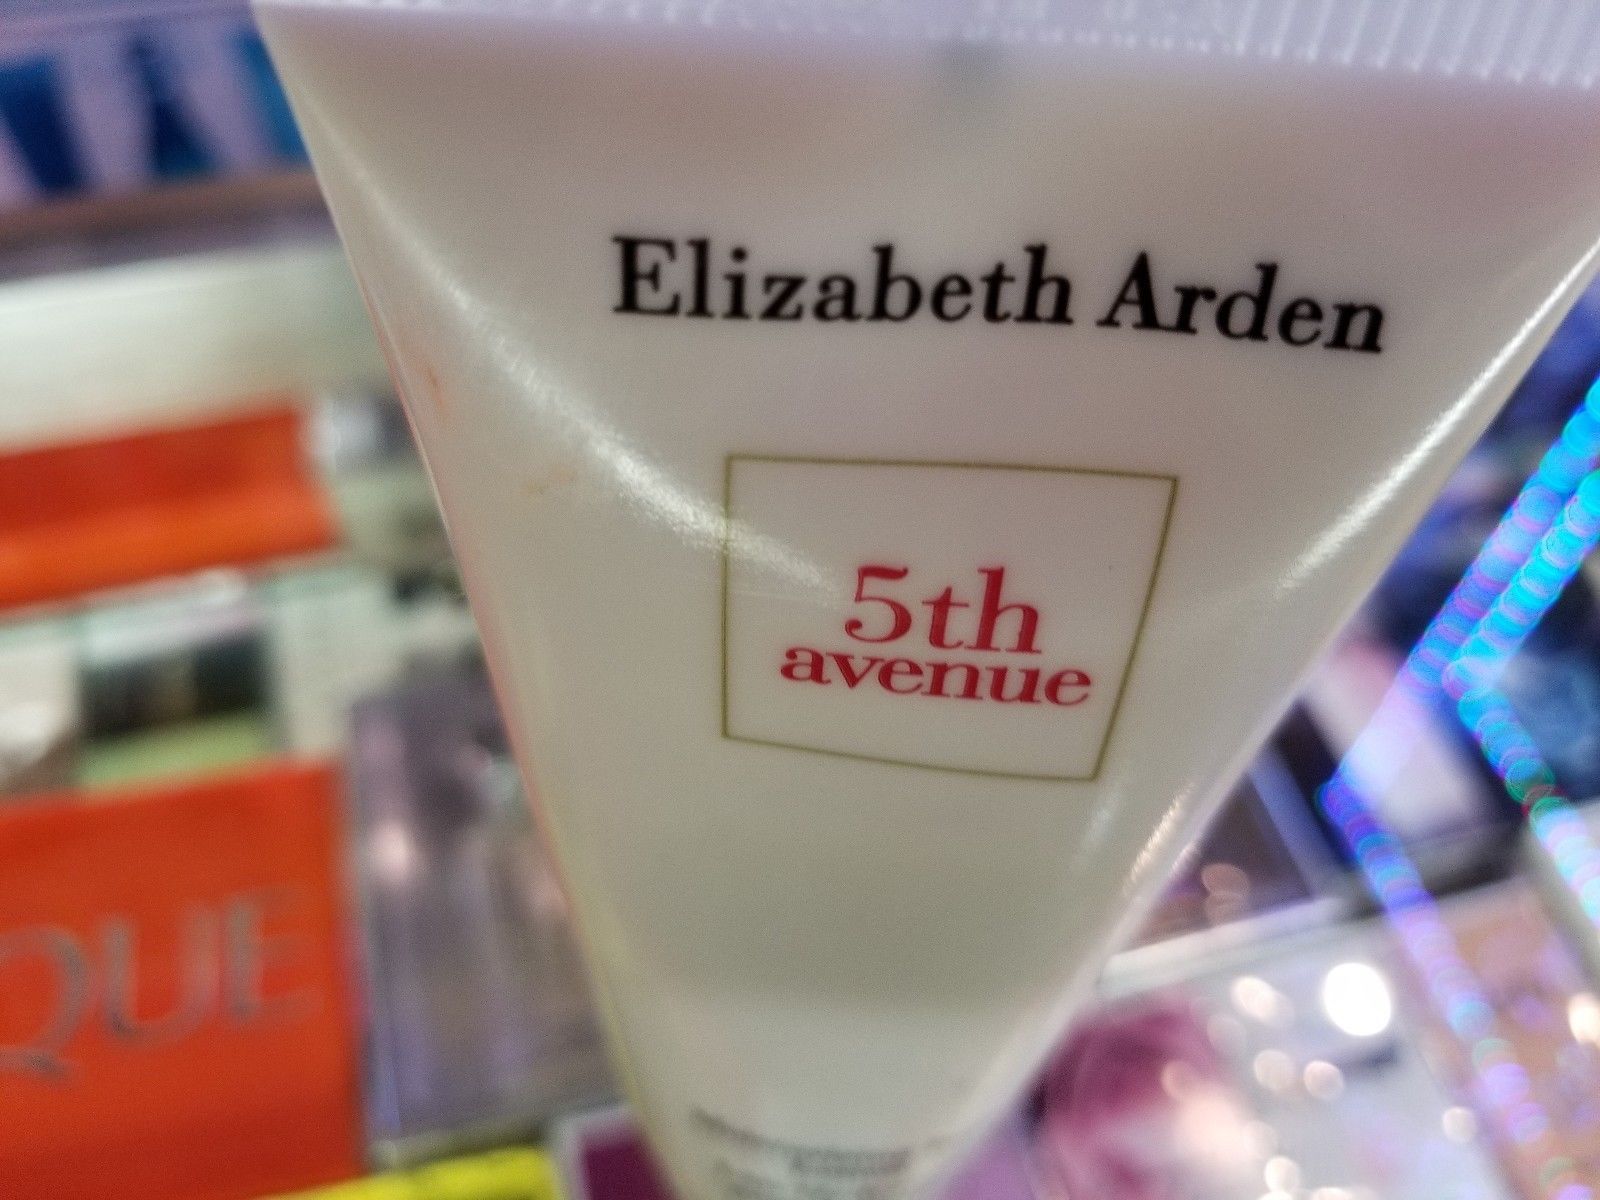 Elizabeth Arden
5th
avenue
QUE